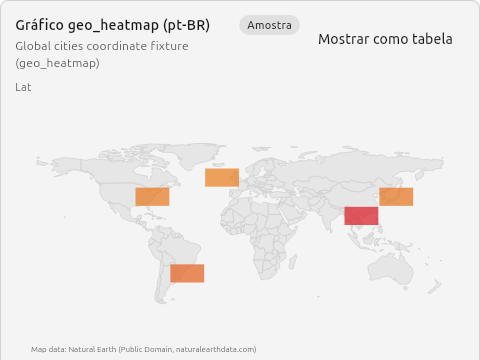 Gráfico geo_heatmap (pt-BR)
Amostra
Global cities coordinate fixture
(geo_heatmap)
Mostrar como tabela
Lat
Map data: Natural Earth (Public Domain, naturalearthdata.com)